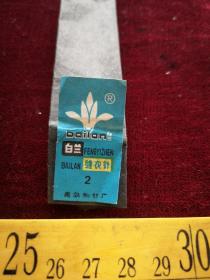 ®
bailan
白兰 FENGYIZHEN
BAILAN 缝衣针
2
25 26 27 28 29 30